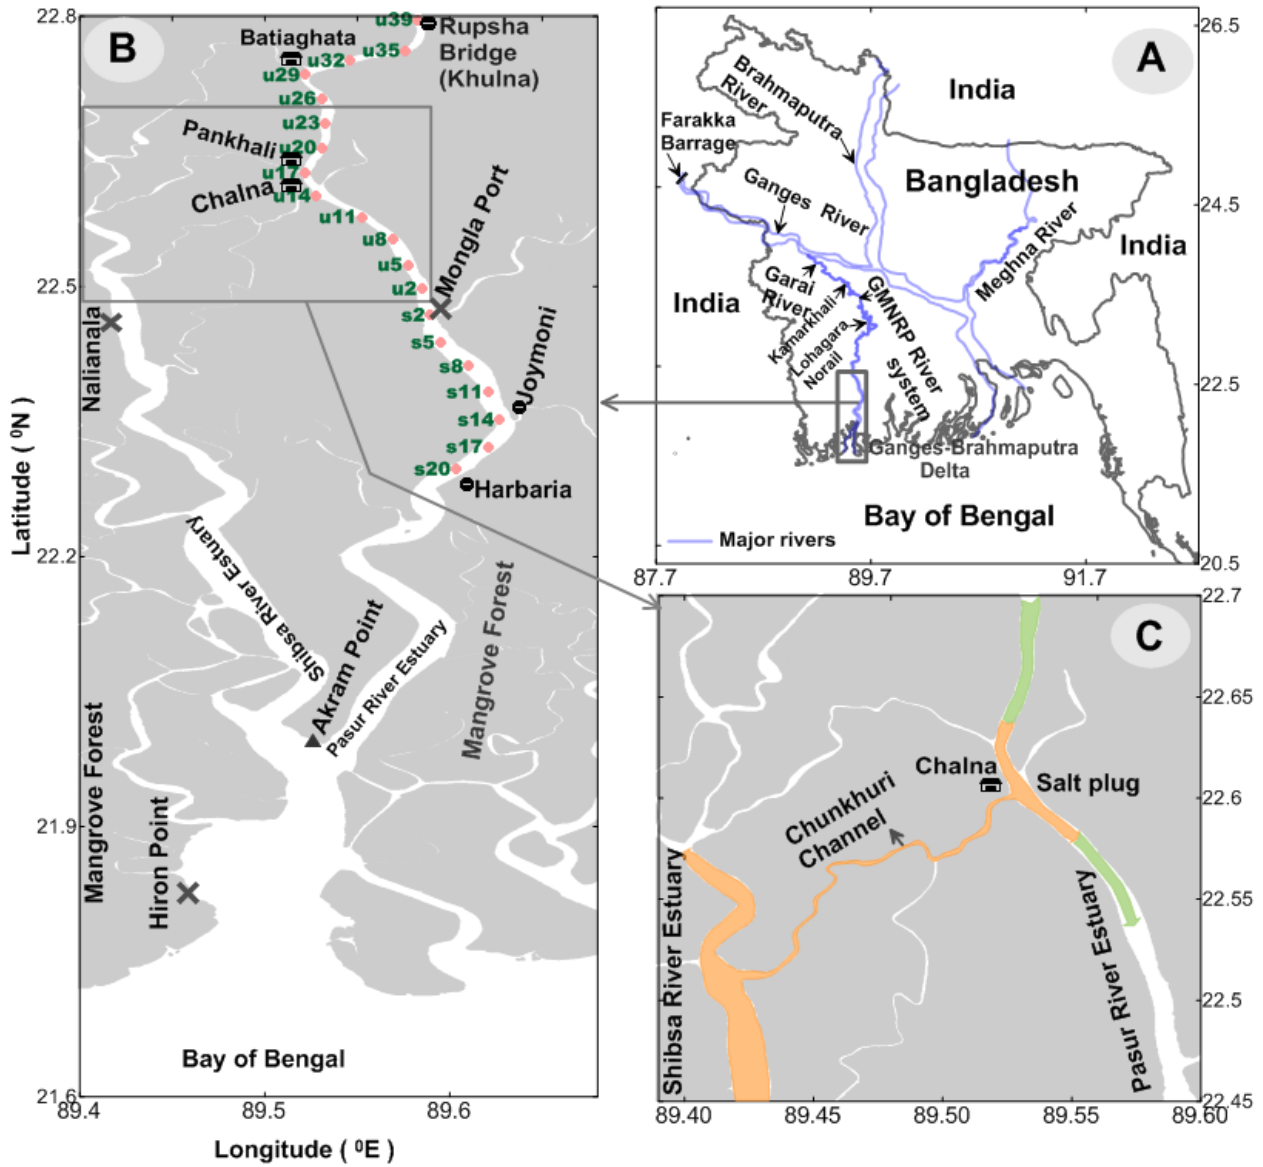 22.8
22.5
22.2
21.9
21.6
Latitude ( ⁰N )
89.4
89.5
89.6
Longitude ( ⁰E )
B
u39
Rupsha
Bridge
(Khulna)
Batiaghata
u35
u32
u29
u26
u23
Pankhali
u20
u17
Chalna
u14
u11
u8
u5
u2
Mongla Port
s2
s5
s8
s11
s14
s17
s20
Nalianala
Joymoni
Harbaria
Shibsa River Estuary
Akram Point
Pasur River Estuary
Mangrove Forest
Mangrove Forest
Hiron Point
Bay of Bengal
A
26.5
24.5
22.5
20.5
87.7
89.7
91.7
Brahmaputra
River
India
Farakka
Barrage
Bangladesh
Ganges River
Meghna River
India
Garai
River
India
Kamarkhali
Lohagara
Norail
GMNRP River
system
Ganges-Brahmaputra
Delta
Bay of Bengal
Major rivers
C
22.7
22.65
22.6
22.55
22.5
22.45
89.40
89.45
89.50
89.55
89.60
Chalna
Salt plug
Chunkhuri
Channel
Shibsa River Estuary
Pasur River Estuary